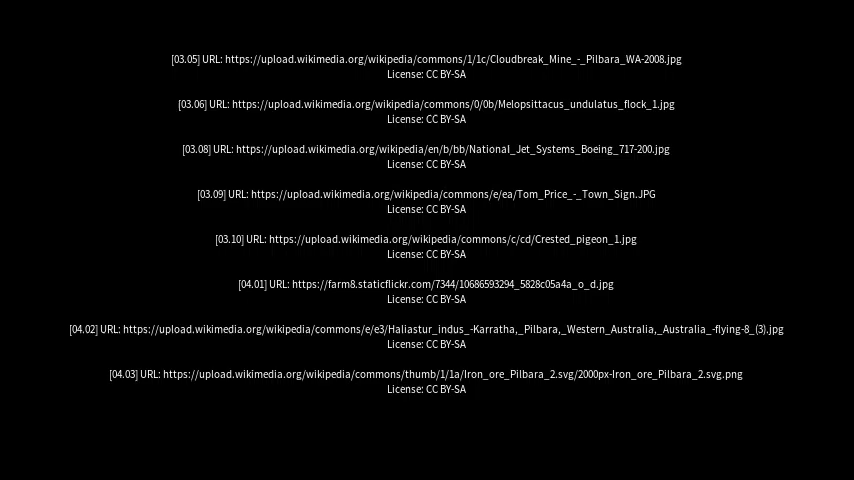 [03.05] URL: https://upload.wikimedia.org/wikipedia/commons/1/1c/Cloudbreak_Mine_-_Pilbara_WA-2008.jpg
License: CC BY-SA
[03.06] URL: https://upload.wikimedia.org/wikipedia/commons/0/0b/Melopsittacus_undulatus_flock_1.jpg
License: CC BY-SA
[03.08] URL: https://upload.wikimedia.org/wikipedia/en/b/bb/National_Jet_Systems_Boeing_717-200.jpg
License: CC BY-SA
[03.09] URL: https://upload.wikimedia.org/wikipedia/commons/e/ea/Tom_Price_-_Town_Sign.JPG
License: CC BY-SA
[03.10] URL: https://upload.wikimedia.org/wikipedia/commons/c/cd/Crested_pigeon_1.jpg
License: CC BY-SA
[04.01] URL: https://farm8.staticflickr.com/7344/10686593294_5828c05a4a_o_d.jpg
License: CC BY-SA
[04.02] URL: https://upload.wikimedia.org/wikipedia/commons/e/e3/Haliastur_indus_-Karratha,_Pilbara,_Western_Australia,_Australia_-flying-8_(3).jpg
License: CC BY-SA
[04.03] URL: https://upload.wikimedia.org/wikipedia/commons/thumb/1/1a/Iron_ore_Pilbara_2.svg/2000px-Iron_ore_Pilbara_2.svg.png
License: CC BY-SA